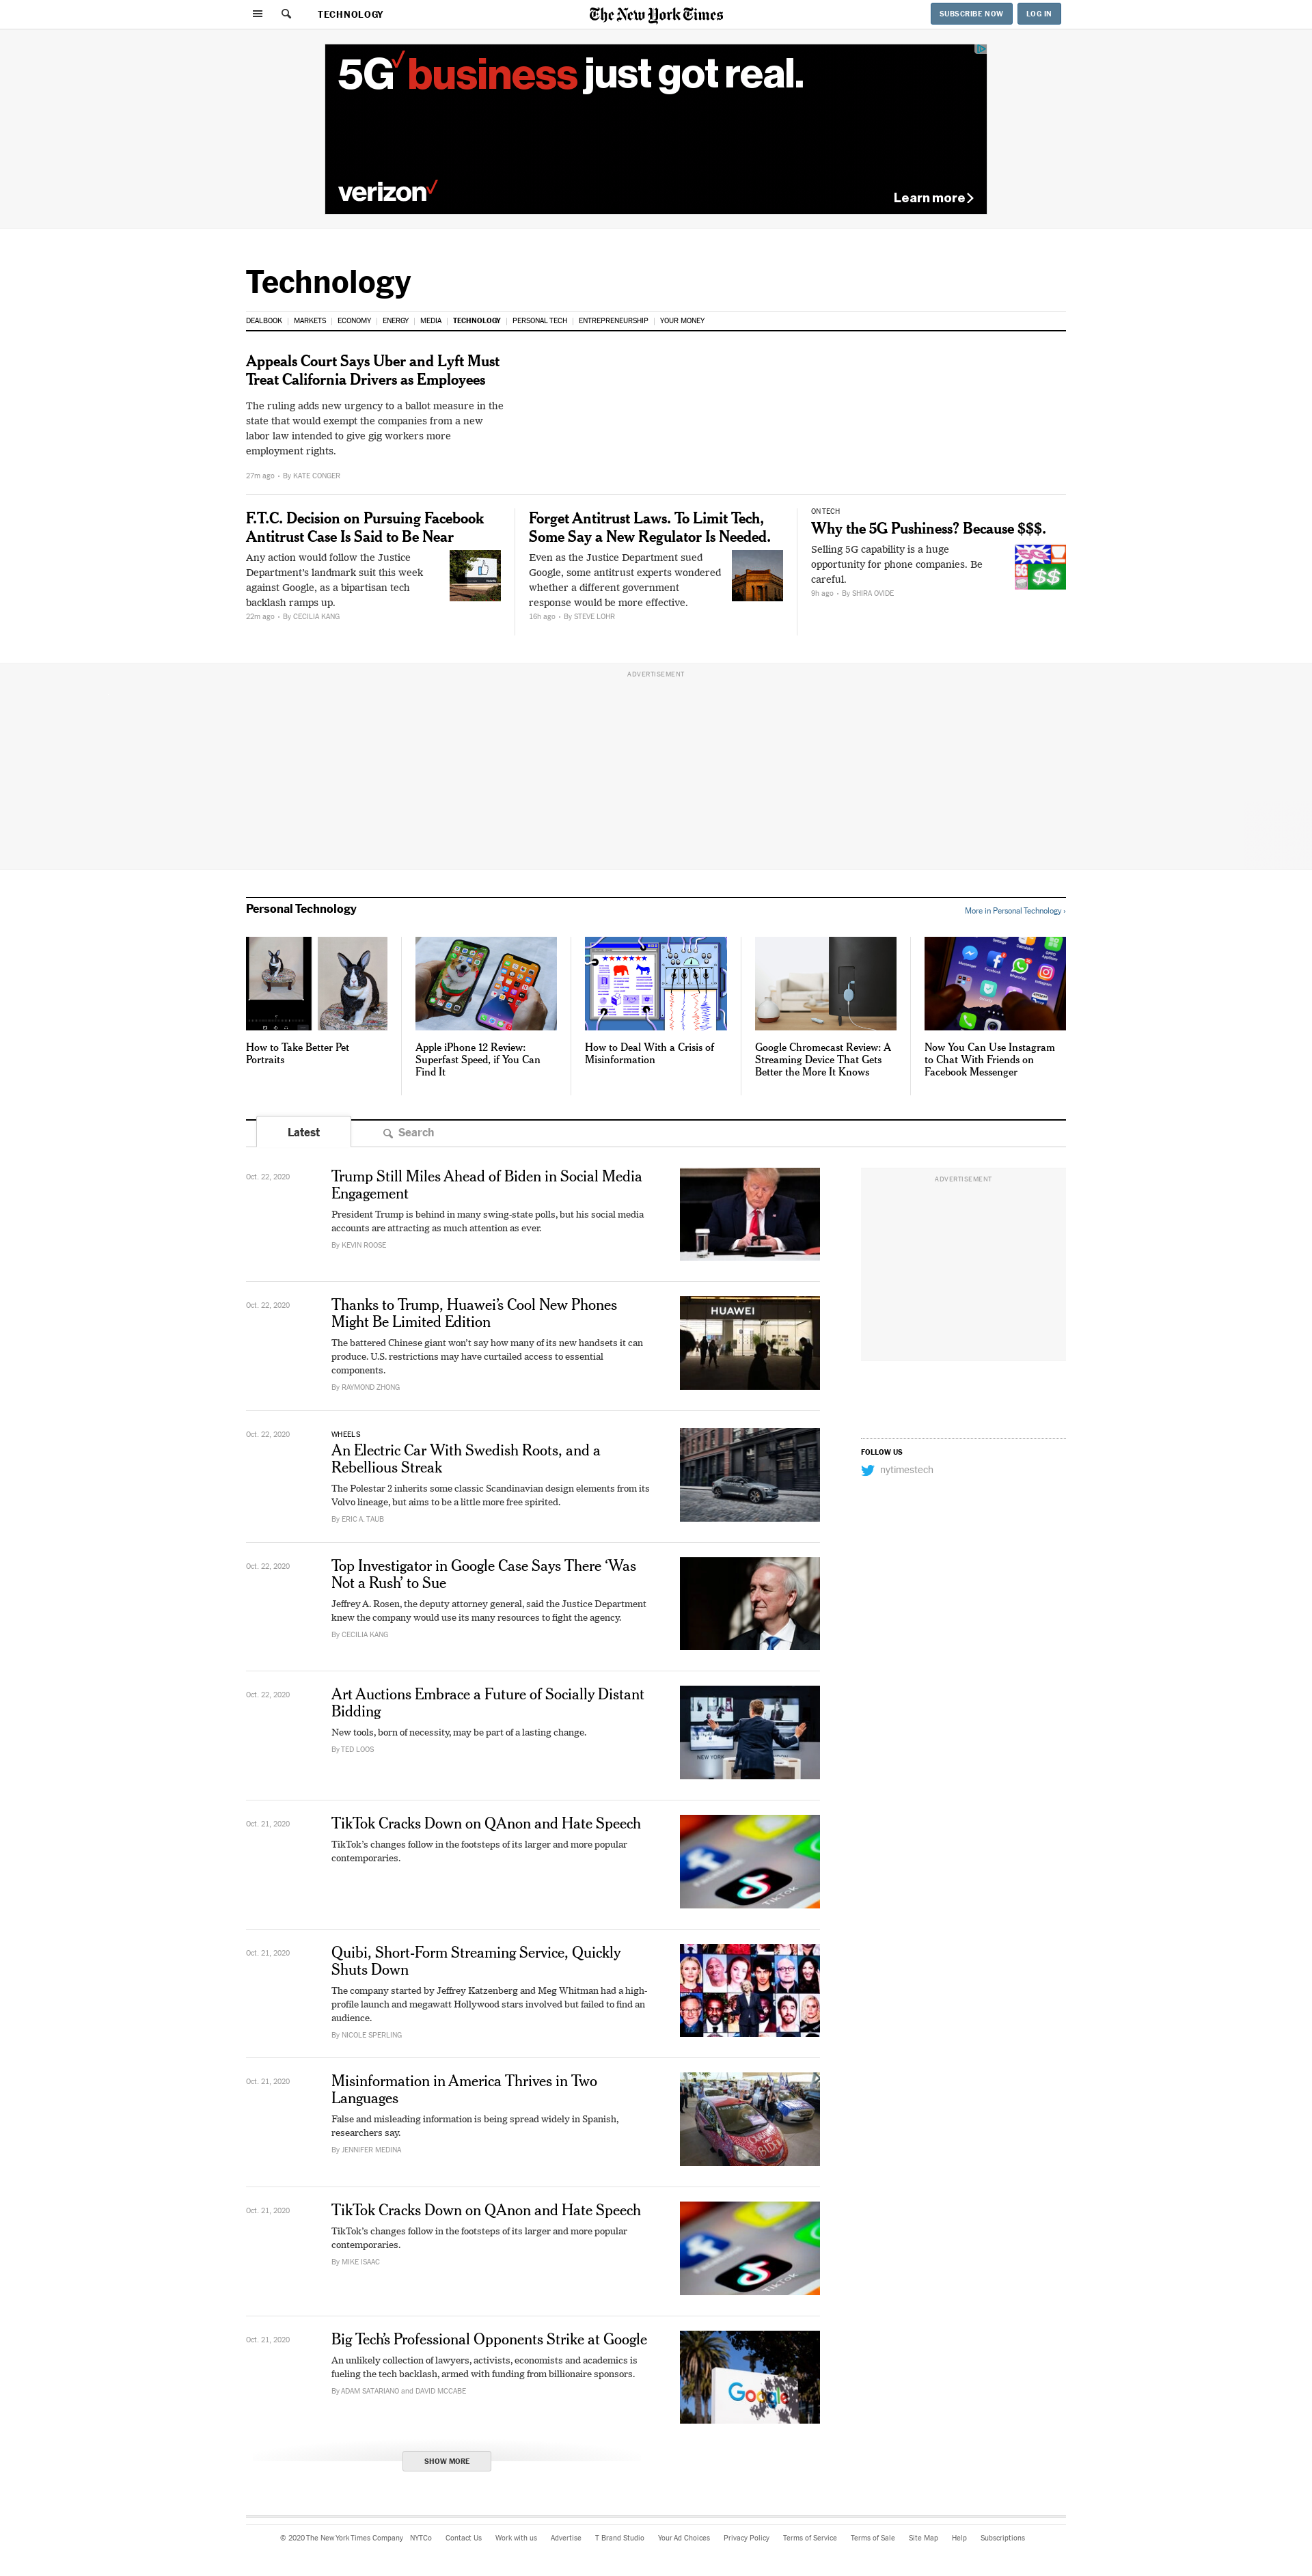 TECHNOLOGY
The New York Times
SUBSCRIBE NOW
LOG IN
5G business just got real.
verizon
Learn more
Technology
DEALBOOK | MARKETS | ECONOMY | ENERGY | MEDIA | TECHNOLOGY | PERSONAL TECH | ENTREPRENEURSHIP | YOUR MONEY
Appeals Court Says Uber and Lyft Must
Treat California Drivers as Employees
The ruling adds new urgency to a ballot measure in the
state that would exempt the companies from a new
labor law intended to give gig workers more
employment rights.
27m ago • By KATE CONGER
F.T.C. Decision on Pursuing Facebook
Antitrust Case Is Said to Be Near
Any action would follow the Justice
Department's landmark suit this week
against Google, as a bipartisan tech
backlash ramps up.
22m ago • By CECILIA KANG
Forget Antitrust Laws. To Limit Tech,
Some Say a New Regulator Is Needed.
Even as the Justice Department sued
Google, some antitrust experts wondered
whether a different government
response would be more effective.
16h ago • By STEVE LOHR
ON TECH
Why the 5G Pushiness? Because $$$.
Selling 5G capability is a huge
opportunity for phone companies. Be
careful.
9h ago • By SHIRA OVIDE
5G
$$
ADVERTISEMENT
Personal Technology
More in Personal Technology ›
How to Take Better Pet
Portraits
Apple iPhone 12 Review:
Superfast Speed, if You Can
Find It
How to Deal With a Crisis of
Misinformation
Google Chromecast Review: A
Streaming Device That Gets
Better the More It Knows
Now You Can Use Instagram
to Chat With Friends on
Facebook Messenger
Latest
Search
Oct. 22, 2020
Trump Still Miles Ahead of Biden in Social Media
Engagement
President Trump is behind in many swing-state polls, but his social media
accounts are attracting as much attention as ever.
By KEVIN ROOSE
ADVERTISEMENT
Oct. 22, 2020
Thanks to Trump, Huawei's Cool New Phones
Might Be Limited Edition
The battered Chinese giant won't say how many of its new handsets it can
produce. U.S. restrictions may have curtailed access to essential
components.
By RAYMOND ZHONG
HUAWEI
Oct. 22, 2020
WHEELS
An Electric Car With Swedish Roots, and a
Rebellious Streak
The Polestar 2 inherits some classic Scandinavian design elements from its
Volvo lineage, but aims to be a little more free spirited.
By ERIC A. TAUB
FOLLOW US
nytimestech
Oct. 22, 2020
Top Investigator in Google Case Says There 'Was
Not a Rush' to Sue
Jeffrey A. Rosen, the deputy attorney general, said the Justice Department
knew the company would use its many resources to fight the agency.
By CECILIA KANG
Oct. 22, 2020
Art Auctions Embrace a Future of Socially Distant
Bidding
New tools, born of necessity, may be part of a lasting change.
By TED LOOS
NEW YORK
Oct. 21, 2020
TikTok Cracks Down on QAnon and Hate Speech
TikTok's changes follow in the footsteps of its larger and more popular
contemporaries.
TikTok
Oct. 21, 2020
Quibi, Short-Form Streaming Service, Quickly
Shuts Down
The company started by Jeffrey Katzenberg and Meg Whitman had a high-
profile launch and megawatt Hollywood stars involved but failed to find an
audience.
By NICOLE SPERLING
Oct. 21, 2020
Misinformation in America Thrives in Two
Languages
False and misleading information is being spread widely in Spanish,
researchers say.
By JENNIFER MEDINA
Oct. 21, 2020
TikTok Cracks Down on QAnon and Hate Speech
TikTok's changes follow in the footsteps of its larger and more popular
contemporaries.
By MIKE ISAAC
TikTok
Oct. 21, 2020
Big Tech's Professional Opponents Strike at Google
An unlikely collection of lawyers, activists, economists and academics is
fueling the tech backlash, armed with funding from billionaire sponsors.
By ADAM SATARIANO and DAVID MCCABE
Google
SHOW MORE
© 2020 The New York Times Company NYTCo Contact Us Work with us Advertise T Brand Studio Your Ad Choices Privacy Policy Terms of Service Terms of Sale Site Map Help Subscriptions